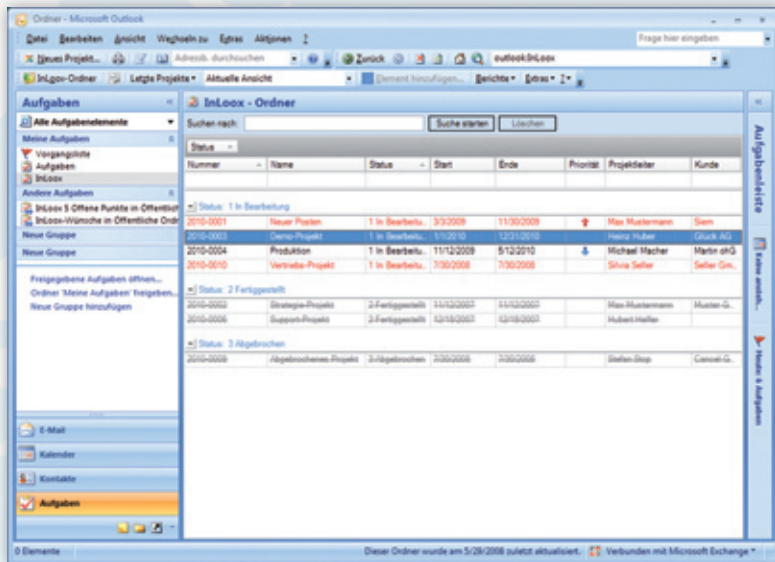 Ordner - Microsoft Outlook
Datei Bearbeiten Ansicht Wechseln zu Extras Aktionen ?
Frage hier eingeben
Neues Projekt... Adressb. durchsuchen Zurück outlook:InLoox
InLoox-Ordner Letzte Projekte Aktuelle Ansicht Element hinzufügen... Berichte Extras ?
Aufgaben «
Alle Aufgabenelemente
Meine Aufgaben
Vorgangsliste
Aufgaben
InLoox
Andere Aufgaben
InLoox 5 Offene Punkte in Öffentlich
InLoox-Wünsche in Öffentliche Ordn
Neue Gruppe
Neue Gruppe
Freigegebene Aufgaben öffnen...
Ordner 'Meine Aufgaben' freigeben...
Neue Gruppe hinzufügen
E-Mail
Kalender
Kontakte
Aufgaben
InLoox - Ordner
Suchen nach: Suche starten Löschen
Status
Nummer Name Status Start Ende Priorität Projektleiter Kunde
Status: 1 In Bearbeitung
2010-0001 Neuer Posten 1 In Bearbeitu... 3/3/2009 11/30/2009 Max Mustermann Siem
2010-0003 Demo-Projekt 1 In Bearbeitu... 1/1/2010 12/31/2010 Heinz Huber Glück AG
2010-0004 Produktion 1 In Bearbeitu... 11/12/2009 5/12/2010 Michael Macher Martin oHG
2010-0010 Vertriebs-Projekt 1 In Bearbeitu... 7/30/2008 7/30/2008 Silvia Seller Seller Gm...
Status: 2 Fertiggestellt
2010-0002 Strategie-Projekt 2 Fertiggestellt 11/12/2007 11/12/2007 Max Mustermann Muster-G...
2010-0006 Support-Projekt 2 Fertiggestellt 12/18/2007 12/18/2007 Hubert Helfer
Status: 3 Abgebrochen
2010-0009 Abgebrochenes Projekt 3 Abgebrochen 7/30/2008 7/30/2008 Stefan Stop Cancel G...
«
Aufgabenleiste
Keine anste...
Heute: 6 Aufgaben
0 Elemente
Dieser Ordner wurde am 5/29/2008 zuletzt aktualisiert. Verbunden mit Microsoft Exchange